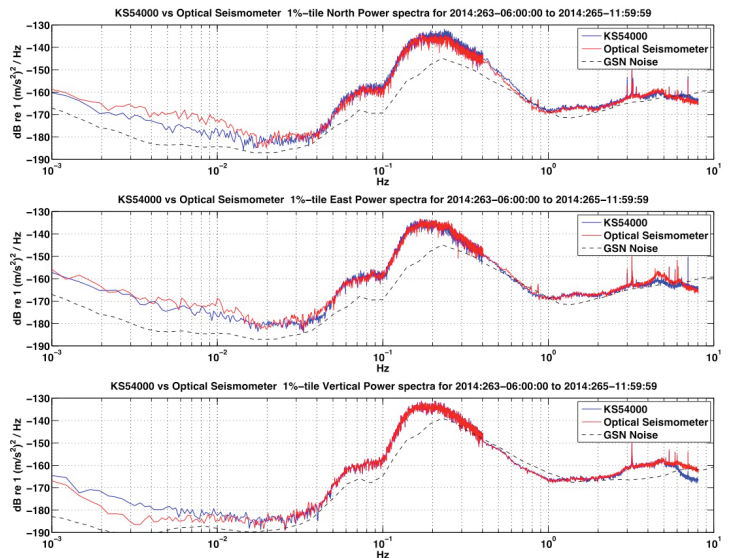 KS54000 vs Optical Seismometer 1%−tile North Power spectra for 2014:263−06:00:00 to 2014:265−11:59:59
dB re 1 (m/s²)² / Hz
−130
−140
−150
−160
−170
−180
−190
KS54000
Optical Seismometer
GSN Noise
10⁻³
10⁻²
10⁻¹
10⁰
10¹
Hz
KS54000 vs Optical Seismometer 1%−tile East Power spectra for 2014:263−06:00:00 to 2014:265−11:59:59
dB re 1 (m/s²)² / Hz
−130
−140
−150
−160
−170
−180
−190
KS54000
Optical Seismometer
GSN Noise
10⁻³
10⁻²
10⁻¹
10⁰
10¹
Hz
KS54000 vs Optical Seismometer 1%−tile Vertical Power spectra for 2014:263−06:00:00 to 2014:265−11:59:59
dB re 1 (m/s²)² / Hz
−130
−140
−150
−160
−170
−180
−190
KS54000
Optical Seismometer
GSN Noise
10⁻³
10⁻²
10⁻¹
10⁰
10¹
Hz